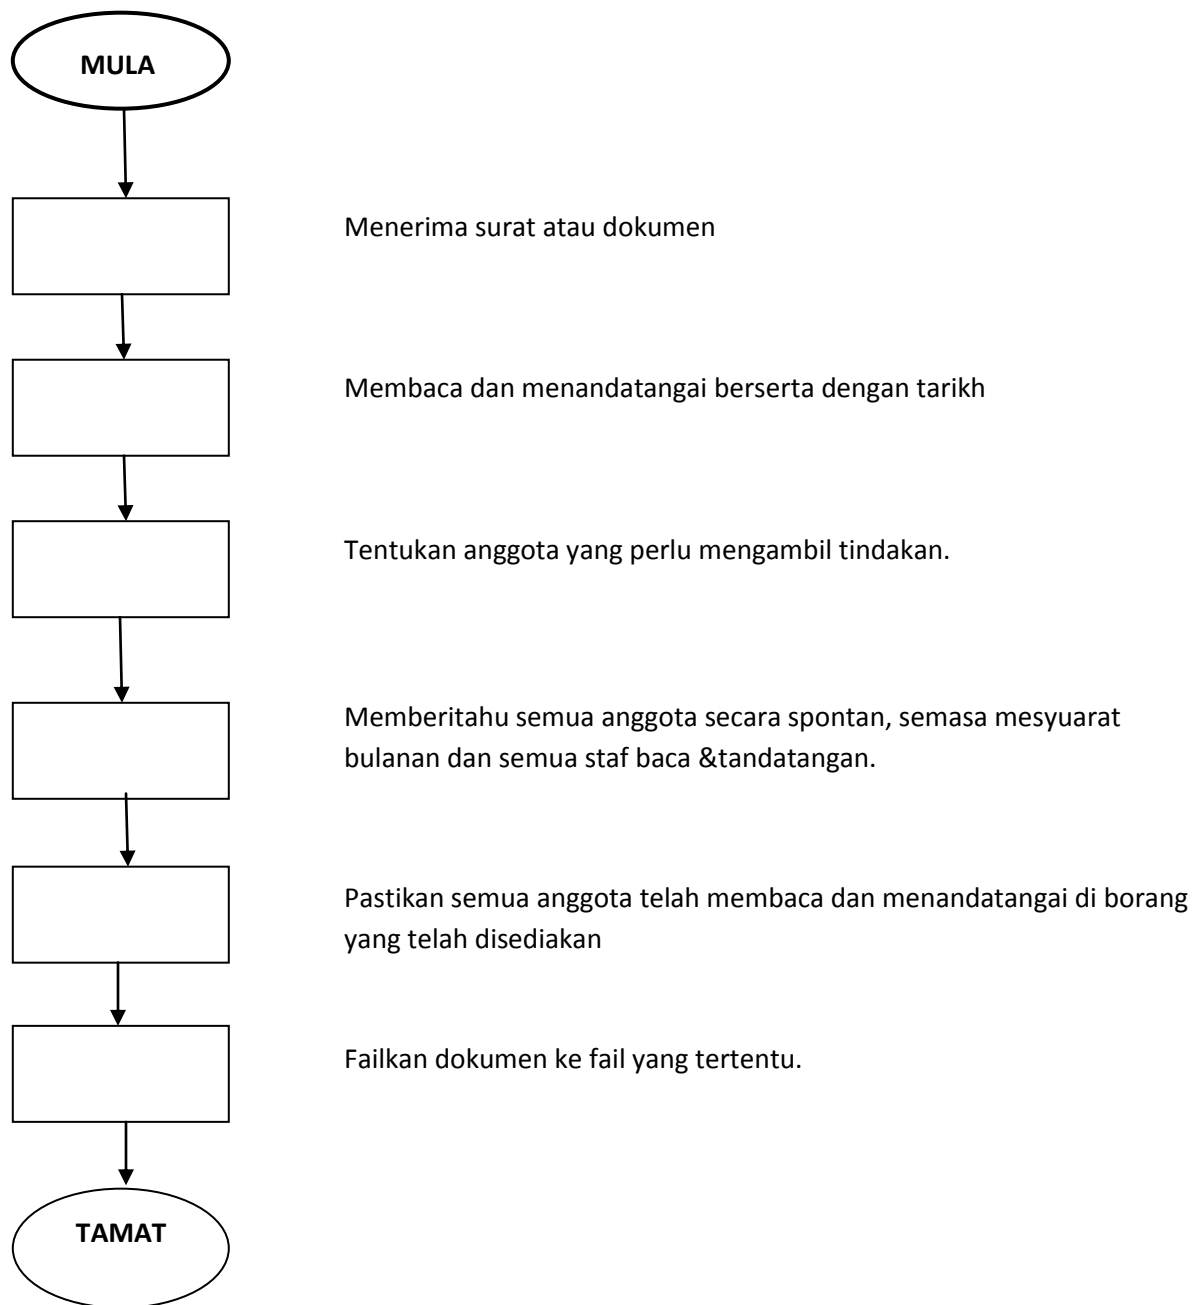 MULA
Menerima surat atau dokumen
Membaca dan menandatangai berserta dengan tarikh
Tentukan anggota yang perlu mengambil tindakan.
Memberitahu semua anggota secara spontan, semasa mesyuarat
bulanan dan semua staf baca &tandatangan.
Pastikan semua anggota telah membaca dan menandatangai di borang
yang telah disediakan
Failkan dokumen ke fail yang tertentu.
TAMAT